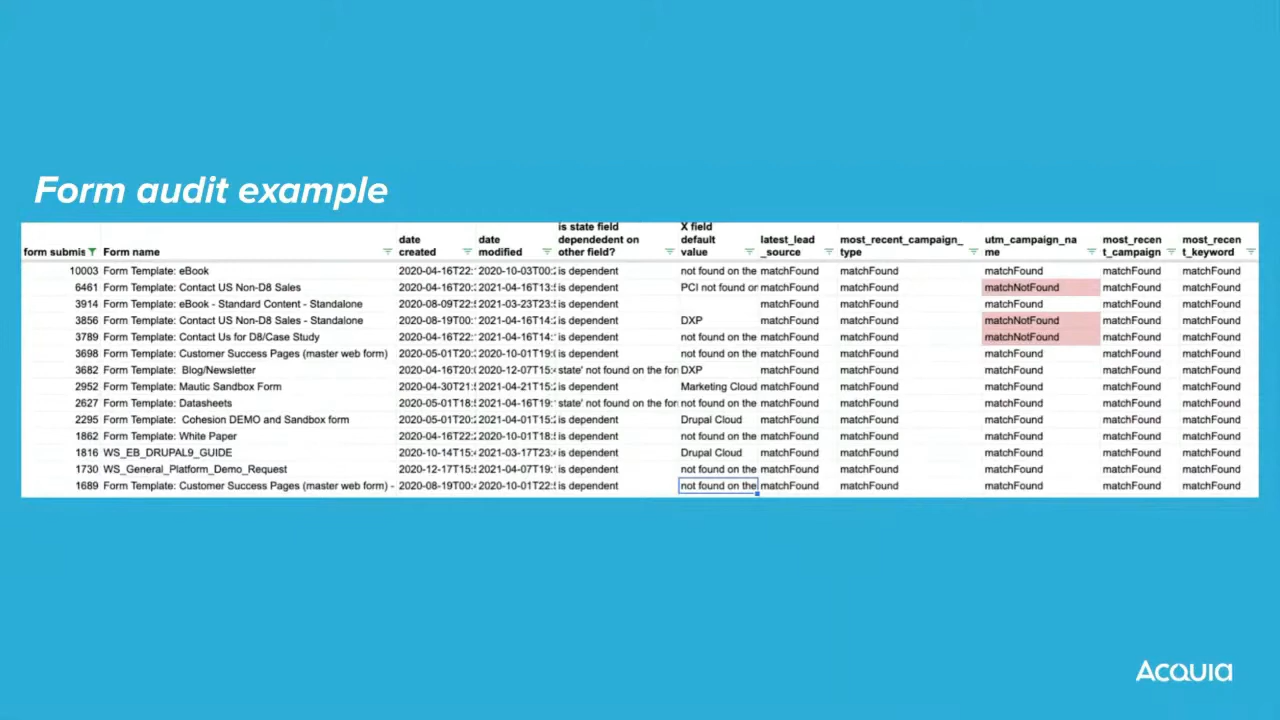 Form audit example
is state field X field
date date dependeded on default latest_lead most_recent_campaign_ utm_campaign_na most_recen most_recen
form submis Form name created modified other field? value _source type me t_campaign t_keyword
10003 Form Template: eBook 2020-04-16T22: 2020-10-03T00: is dependent not found on the matchFound matchFound matchFound matchFound matchFound
6461 Form Template: Contact US Non-D8 Sales 2020-04-16T20: 2021-04-16T13: is dependent PCI not found or matchFound matchFound matchNotFound matchFound matchFound
3914 Form Template: eBook - Standard Content - Standalone 2020-08-09T22: 2021-03-23T23: is dependent matchFound matchFound matchFound matchFound matchFound
3856 Form Template: Contact US Non-D8 Sales - Standalone 2020-08-19T00: 2021-04-16T14: is dependent DXP matchFound matchFound matchNotFound matchFound matchFound
3789 Form Template: Contact Us for D8/Case Study 2020-04-16T22: 2021-04-16T14: is dependent not found on the matchFound matchFound matchNotFound matchFound matchFound
3698 Form Template: Customer Success Pages (master web form) 2020-05-01T20: 2020-10-01T19: is dependent not found on the matchFound matchFound matchFound matchFound matchFound
3682 Form Template: Blog/Newsletter 2020-04-16T20: 2020-12-07T15: state' not found on the for DXP matchFound matchFound matchFound matchFound matchFound
2952 Form Template: Mautic Sandbox Form 2020-04-30T21: 2021-04-21T15: is dependent Marketing Cloud matchFound matchFound matchFound matchFound matchFound
2627 Form Template: Datasheets 2020-05-01T18: 2021-04-16T19: state' not found on the for not found on the matchFound matchFound matchFound matchFound matchFound
2295 Form Template: Cohesion DEMO and Sandbox form 2020-05-01T20: 2021-04-01T15: is dependent Drupal Cloud matchFound matchFound matchFound matchFound matchFound
1862 Form Template: White Paper 2020-04-16T22: 2020-10-01T18: is dependent not found on the matchFound matchFound matchFound matchFound matchFound
1816 WS_EB_DRUPAL9_GUIDE 2020-10-14T15: 2021-03-17T23: is dependent Drupal Cloud matchFound matchFound matchFound matchFound matchFound
1730 WS_General_Platform_Demo_Request 2020-12-17T15: 2021-04-07T19: is dependent not found on the matchFound matchFound matchFound matchFound matchFound
1689 Form Template: Customer Success Pages (master web form) - 2020-08-19T00: 2020-10-01T22: is dependent not found on the matchFound matchFound matchFound matchFound matchFound
Acquia